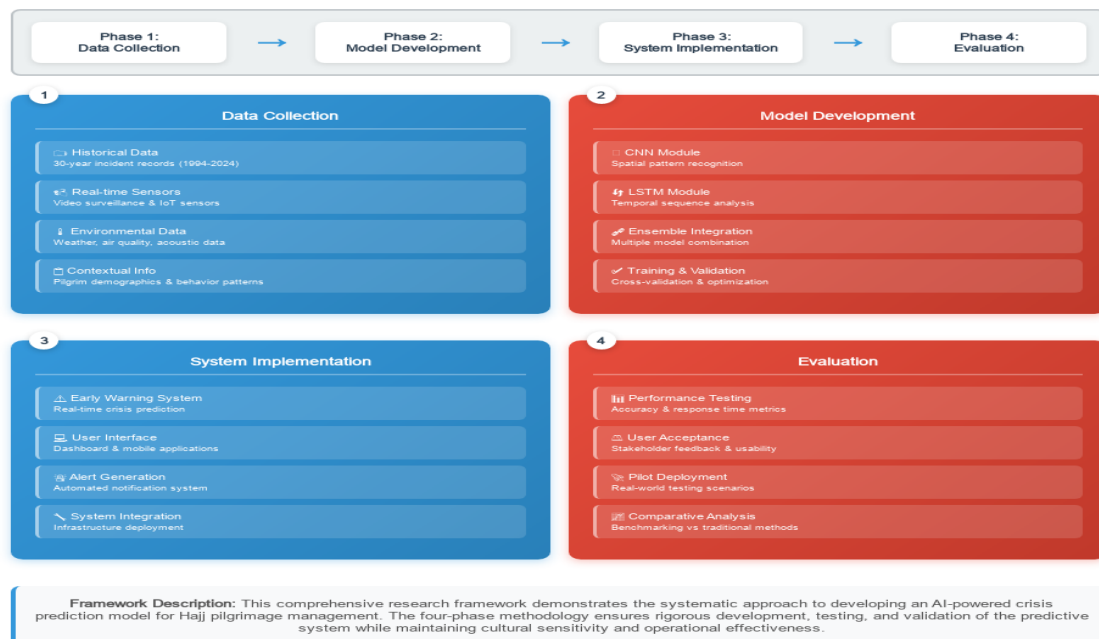 Phase 1:
Data Collection
→
Phase 2:
Model Development
→
Phase 3:
System Implementation
→
Phase 4:
Evaluation
1
Data Collection
Historical Data
30-year incident records (1994-2024)
Real-time Sensors
Video surveillance & IoT sensors
Environmental Data
Weather, air quality, acoustic data
Contextual Info
Pilgrim demographics & behavior patterns
2
Model Development
CNN Module
Spatial pattern recognition
LSTM Module
Temporal sequence analysis
Ensemble Integration
Multiple model combination
Training & Validation
Cross-validation & optimization
3
System Implementation
Early Warning System
Real-time crisis prediction
User Interface
Dashboard & mobile applications
Alert Generation
Automated notification system
System Integration
Infrastructure deployment
4
Evaluation
Performance Testing
Accuracy & response time metrics
User Acceptance
Stakeholder feedback & usability
Pilot Deployment
Real-world testing scenarios
Comparative Analysis
Benchmarking vs traditional methods
Framework Description: This comprehensive research framework demonstrates the systematic approach to developing an AI-powered crisis
prediction model for Hajj pilgrimage management. The four-phase methodology ensures rigorous development, testing, and validation of the predictive
system while maintaining cultural sensitivity and operational effectiveness.